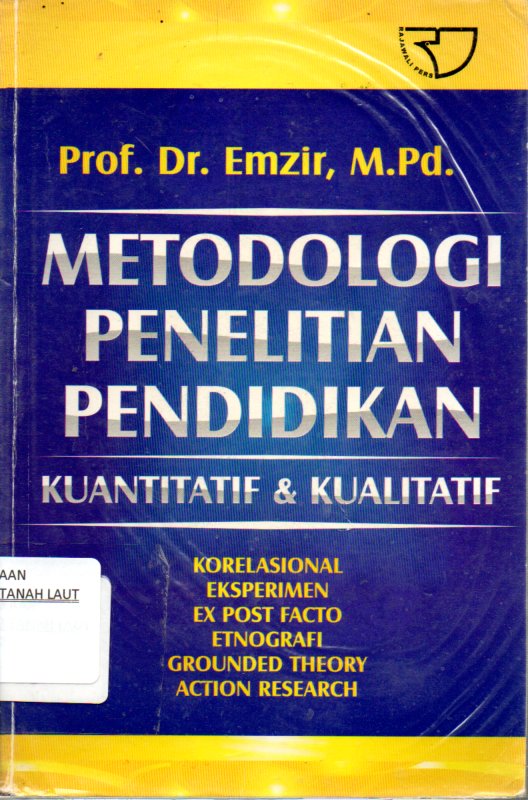 RAJAWALI PERS
Prof. Dr. Emzir, M.Pd.
METODOLOGI
PENELITIAN
PENDIDIKAN
KUANTITATIF & KUALITATIF
KORELASIONAL
EKSPERIMEN
EX POST FACTO
ETNOGRAFI
GROUNDED THEORY
ACTION RESEARCH
AAN
TANAH LAUT